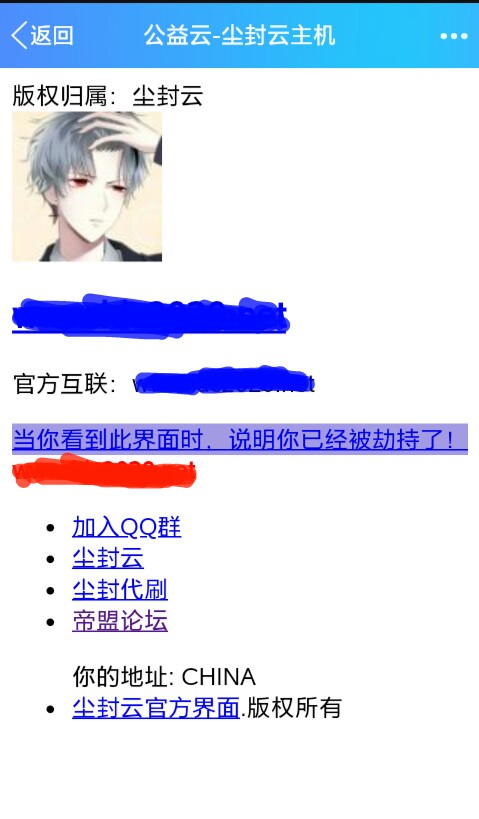 返回
公益云-尘封云主机
版权归属：尘封云
官方互联：
当你看到此界面时，说明你已经被劫持了！
加入QQ群
尘封云
尘封代刷
帝盟论坛
你的地址: CHINA
尘封云官方界面.版权所有